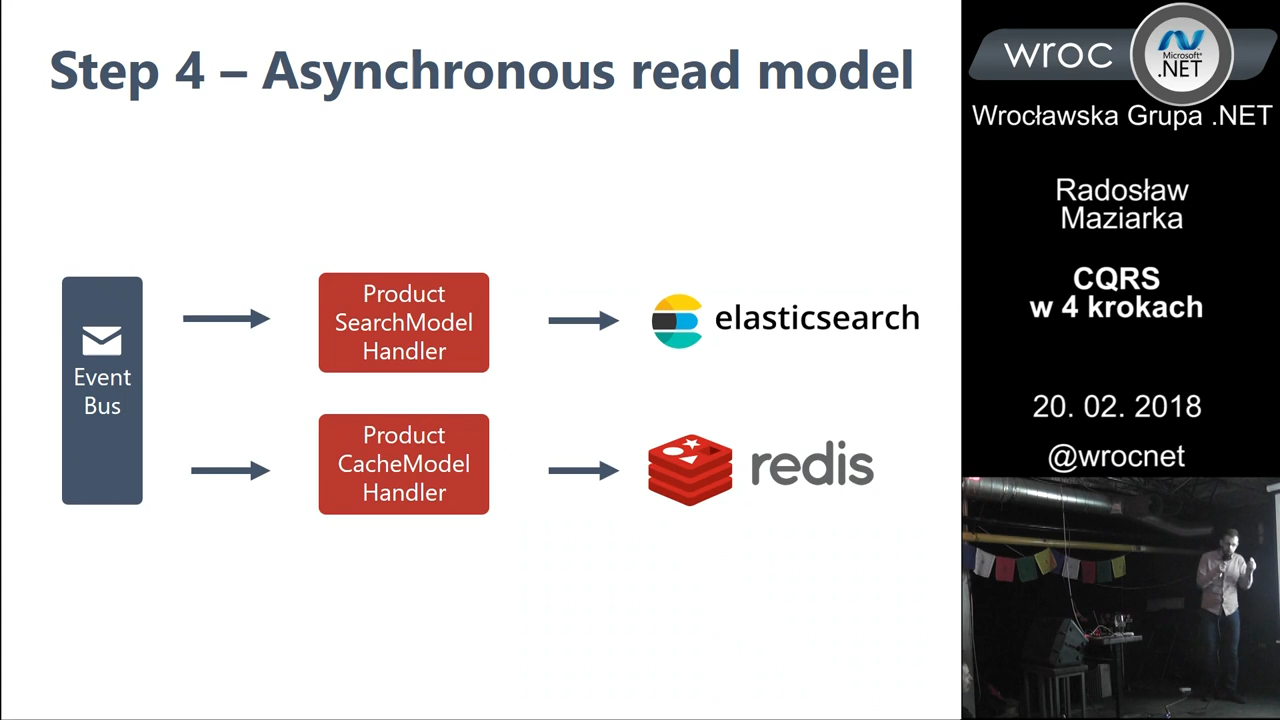 Step 4 – Asynchronous read model
Event
Bus
Product
SearchModel
Handler
elasticsearch
Product
CacheModel
Handler
redis
wroc
Microsoft®
.NET
Wrocławska Grupa .NET
Radosław
Maziarka
CQRS
w 4 krokach
20. 02. 2018
@wrocnet